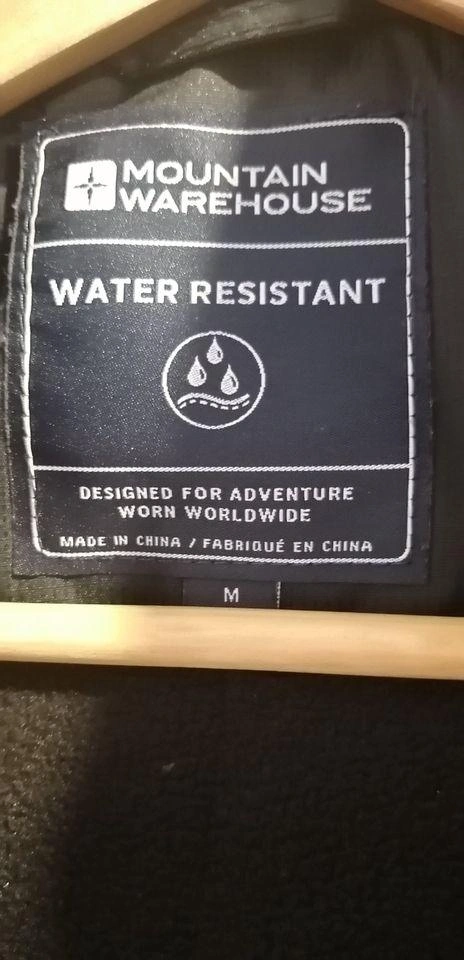 MOUNTAIN
WAREHOUSE
WATER RESISTANT
DESIGNED FOR ADVENTURE
WORN WORLDWIDE
MADE IN CHINA / FABRIQUÉ EN CHINA
M